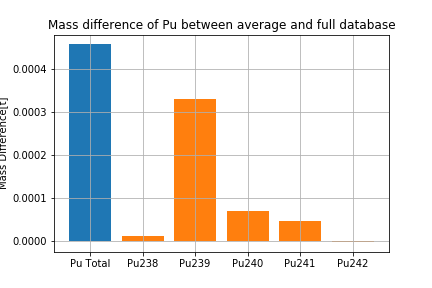 Mass difference of Pu between average and full database
Mass Difference[t]
0.0004
0.0003
0.0002
0.0001
0.0000
Pu Total Pu238 Pu239 Pu240 Pu241 Pu242